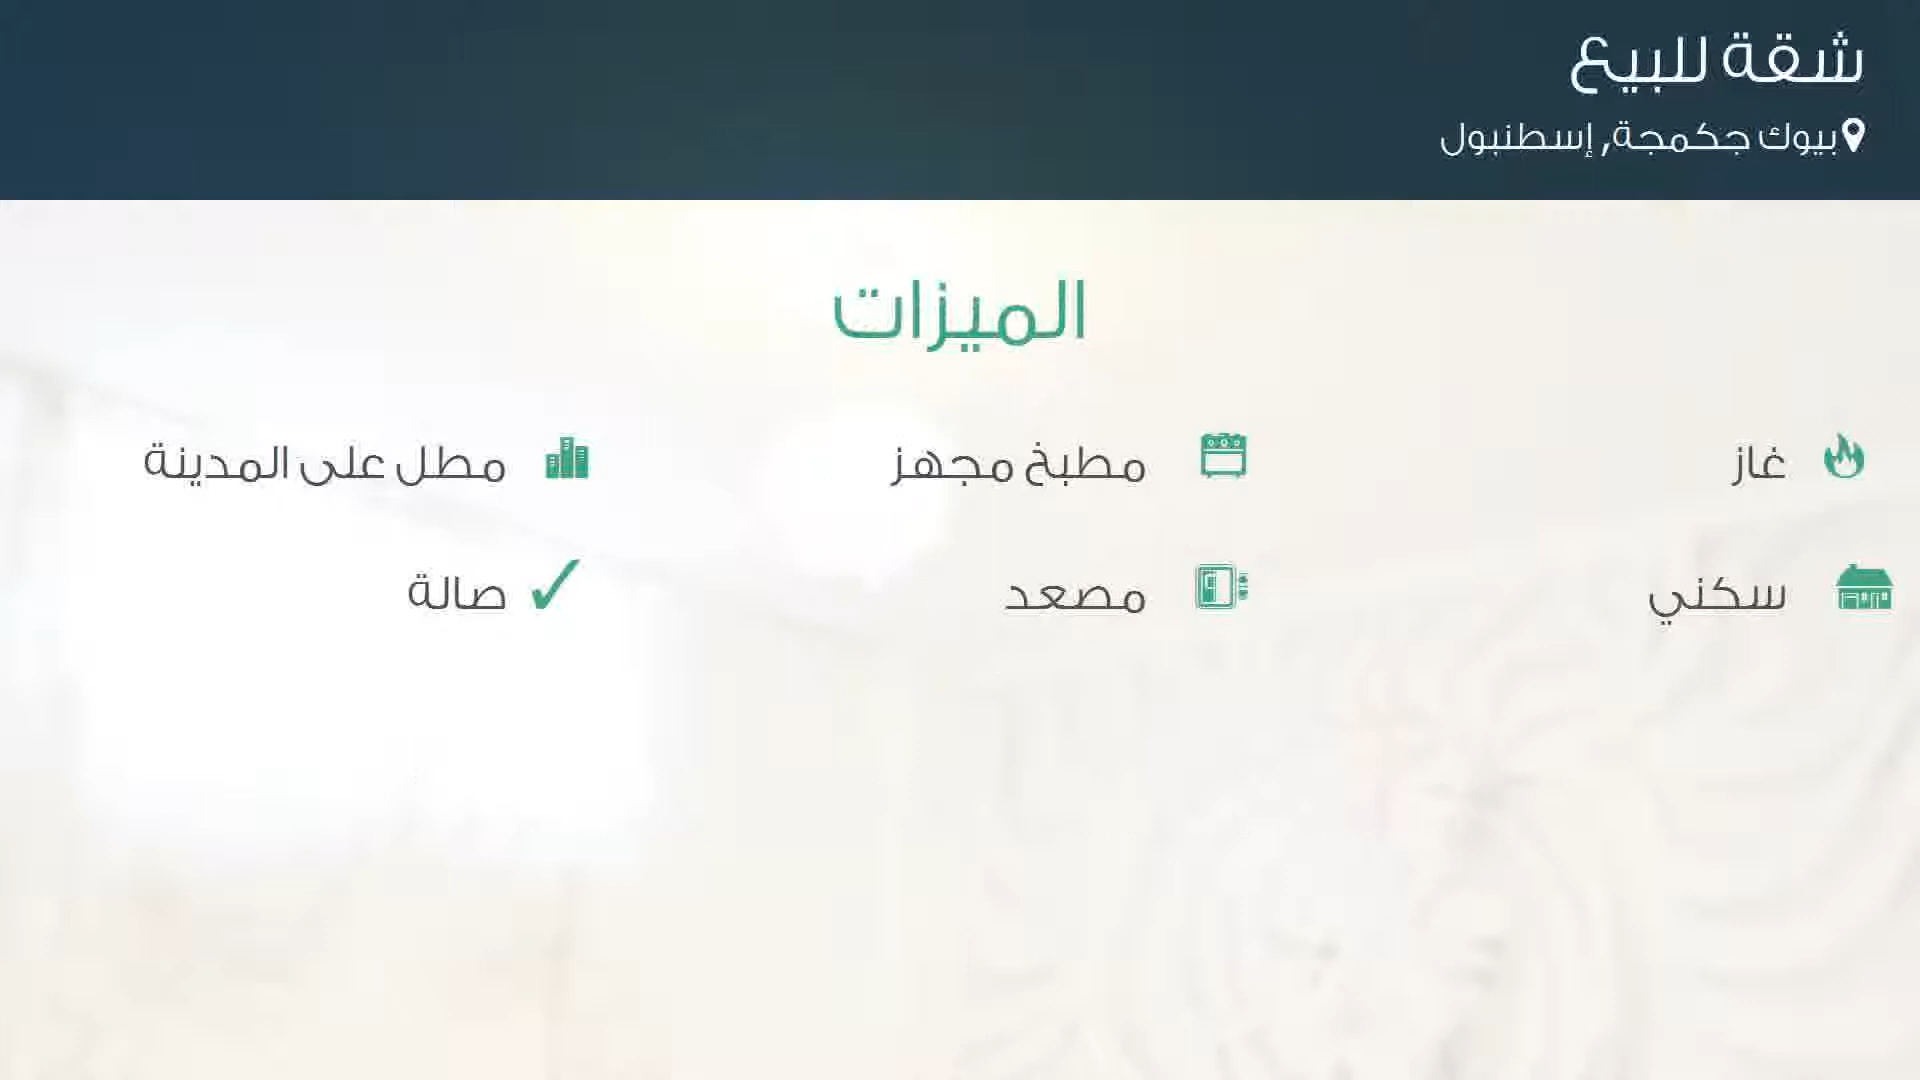 شقة للبيع
بيوك جكمجة, إسطنبول
الميزات
غاز
مطبخ مجهز
مطل على المدينة
سكني
مصعد
صالة